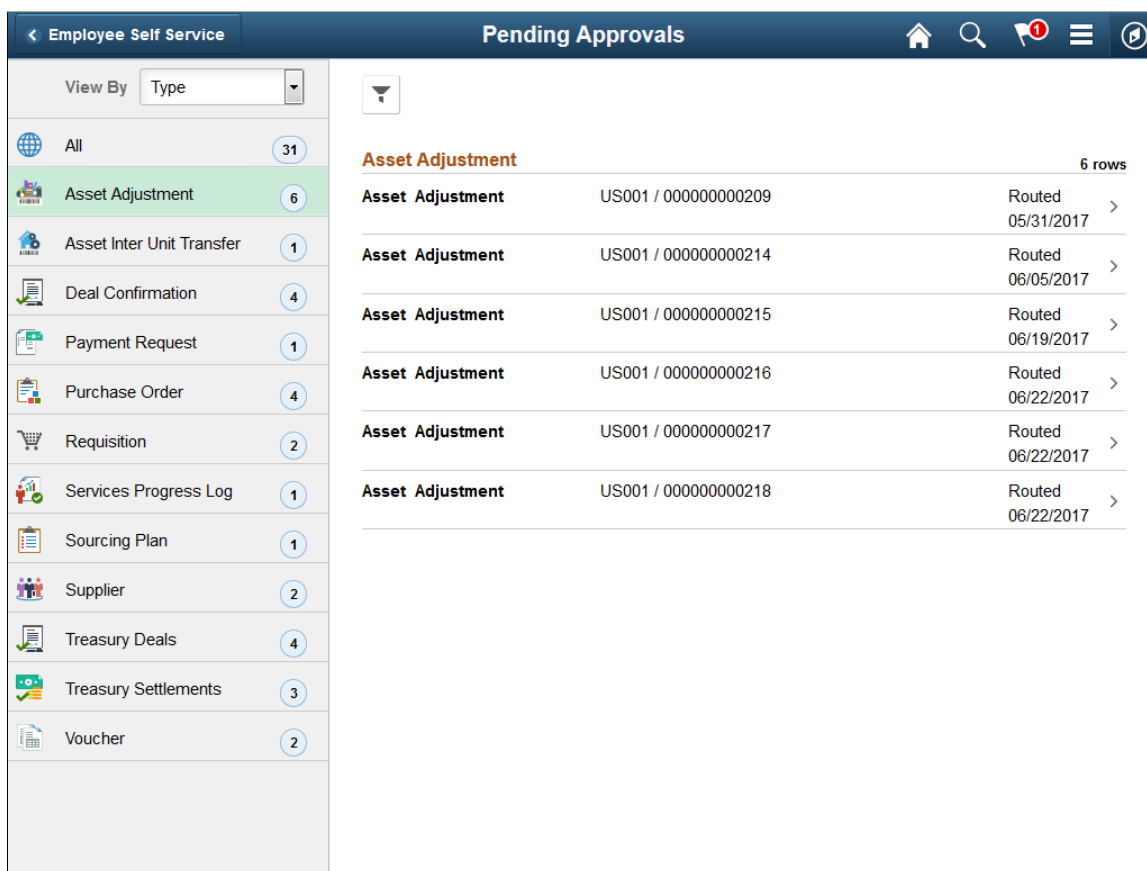 Employee Self Service
Pending Approvals
1
View By Type
All 31
Asset Adjustment 6
Asset Inter Unit Transfer 1
Deal Confirmation 4
Payment Request 1
Purchase Order 4
Requisition 2
Services Progress Log 1
Sourcing Plan 1
Supplier 2
Treasury Deals 4
Treasury Settlements 3
Voucher 2
Asset Adjustment 6 rows
Asset Adjustment US001 / 000000000209 Routed
05/31/2017
Asset Adjustment US001 / 000000000214 Routed
06/05/2017
Asset Adjustment US001 / 000000000215 Routed
06/19/2017
Asset Adjustment US001 / 000000000216 Routed
06/22/2017
Asset Adjustment US001 / 000000000217 Routed
06/22/2017
Asset Adjustment US001 / 000000000218 Routed
06/22/2017